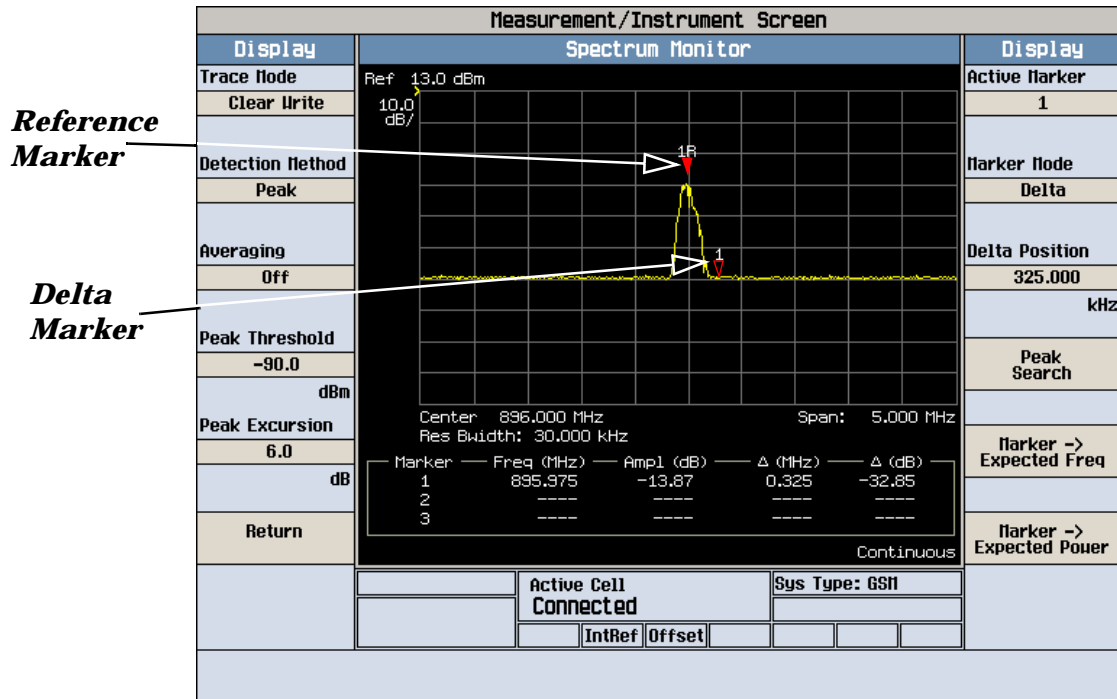 Measurement/Instrument Screen
Display
Spectrum Monitor
Display
Reference
Marker
Delta
Marker
Trace Mode
Clear Write
Detection Method
Peak
Averaging
Off
Peak Threshold
-90.0
dBm
Peak Excursion
6.0
dB
Return
Ref 13.0 dBm
10.0
dB/
1R
1
Center 896.000 MHz
Span: 5.000 MHz
Res Bwidth: 30.000 kHz
Marker Freq (MHz) Ampl (dB) Δ (MHz) Δ (dB)
1 895.975 -13.87 0.325 -32.85
2 ---- ---- ---- ----
3 ---- ---- ---- ----
Continuous
Active Marker
1
Marker Mode
Delta
Delta Position
325.000
kHz
Peak
Search
Marker ->
Expected Freq
Marker ->
Expected Power
Active Cell
Connected
Sys Type: GSM
IntRef
Offset